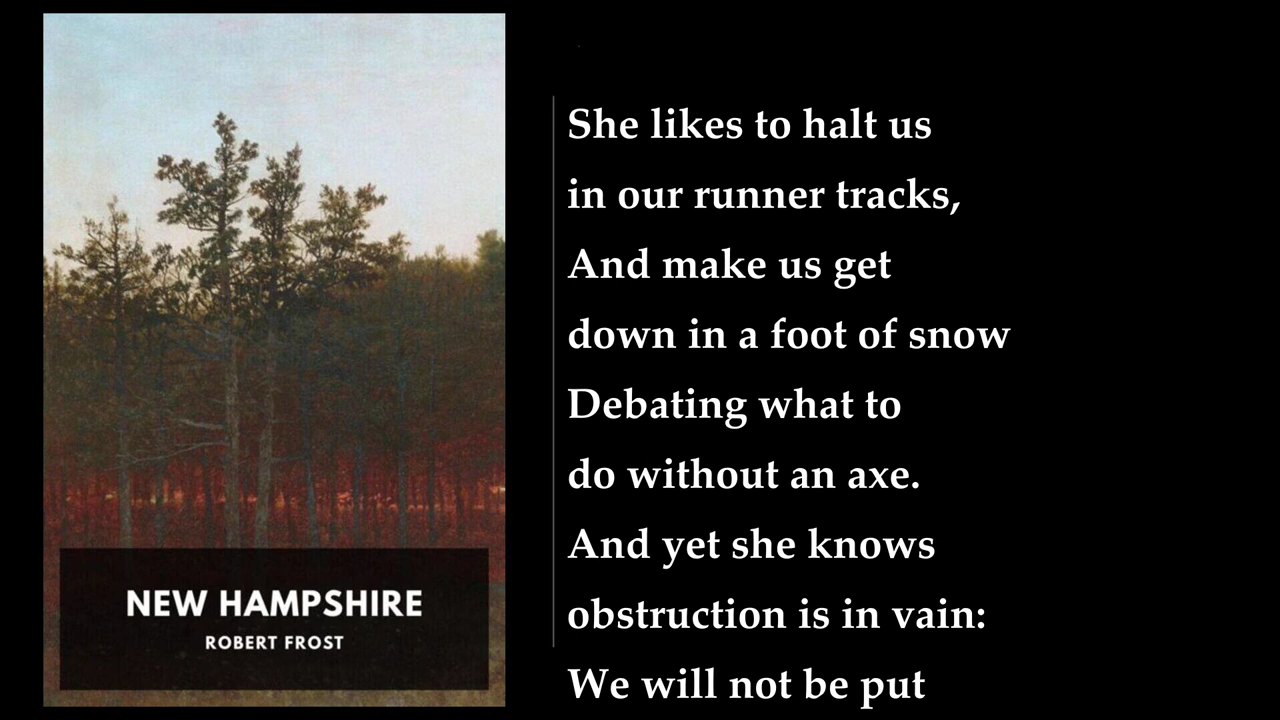 NEW HAMPSHIRE
ROBERT FROST
She likes to halt us
in our runner tracks,
And make us get
down in a foot of snow
Debating what to
do without an axe.
And yet she knows
obstruction is in vain:
We will not be put